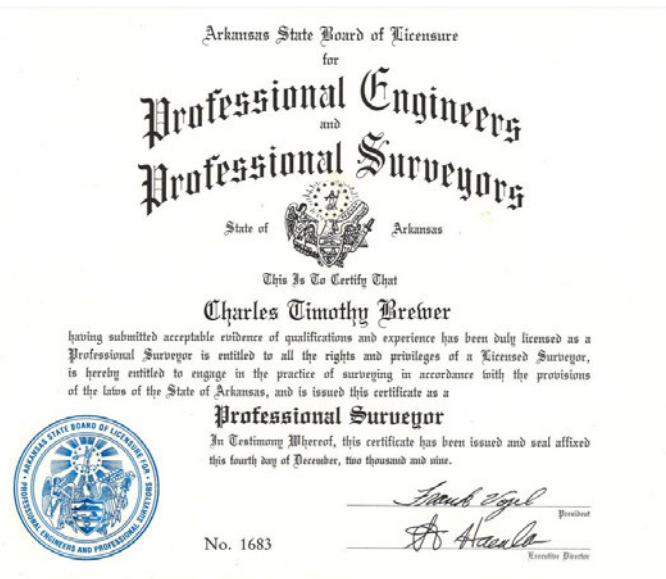 Arkansas State Board of Licensure
for
Professional Engineers
and
Professional Surveyors
State of Arkansas
This Is To Certify That
Charles Timothy Brewer
having submitted acceptable evidence of qualifications and experience has been duly licensed as a
Professional Surveyor is entitled to all the rights and privileges of a Licensed Surveyor,
is hereby entitled to engage in the practice of surveying in accordance with the provisions
of the laws of the State of Arkansas, and is issued this certificate as a
Professional Surveyor
In Testimony Whereof, this certificate has been issued and seal affixed
this fourth day of December, two thousand and nine.
ARKANSAS STATE BOARD OF LICENSURE FOR
PROFESSIONAL ENGINEERS AND PROFESSIONAL SURVEYORS
Frank Vogel
President
No. 1683
Executive Director